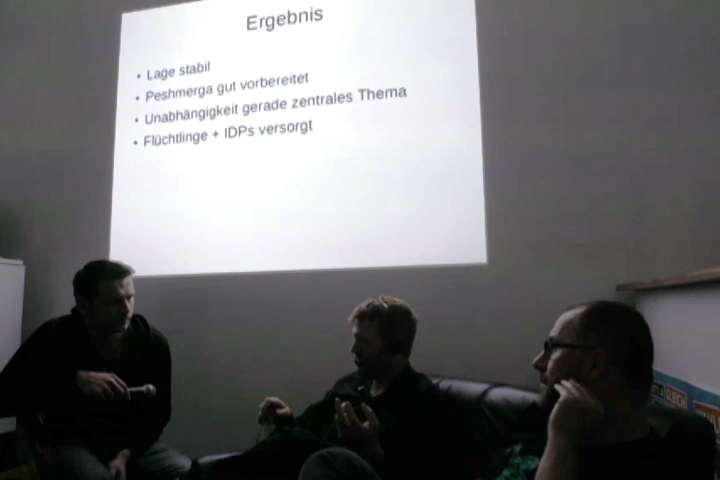 Ergebnis
• Lage stabil
• Peshmerga gut vorbereitet
• Unabhängigkeit gerade zentrales Thema
• Flüchtlinge + IDPs versorgt